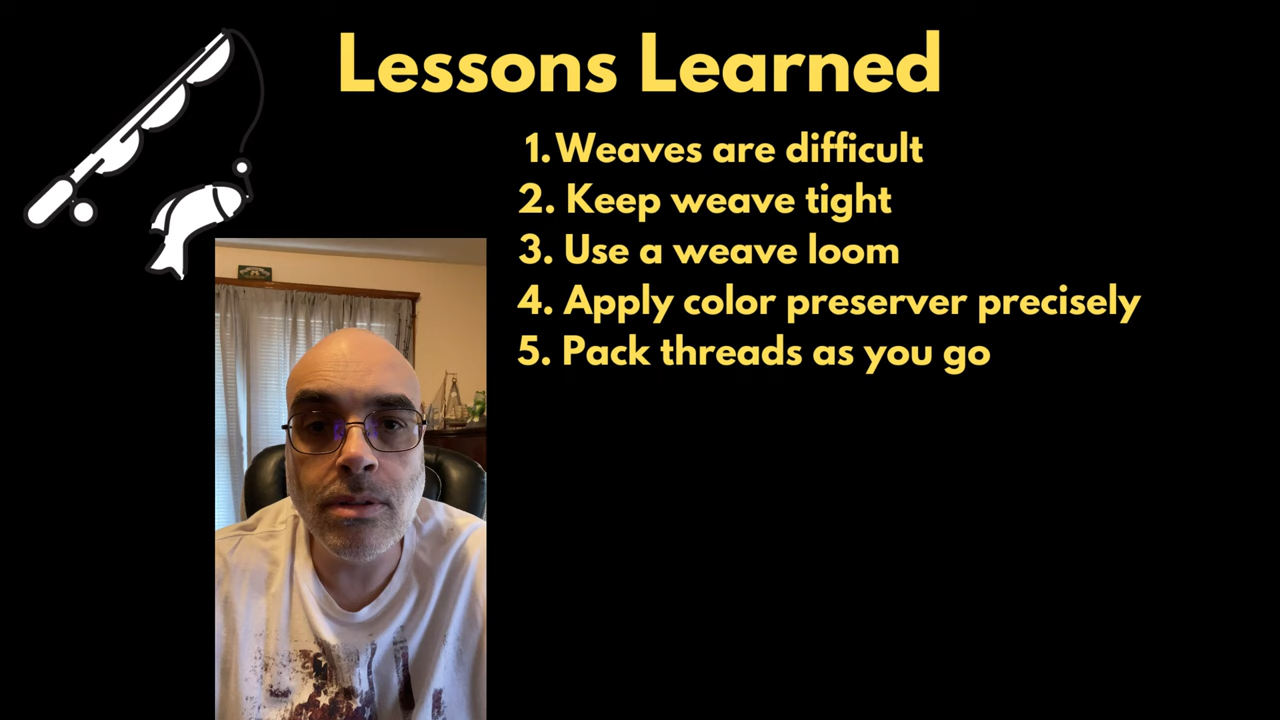 Lessons Learned
1. Weaves are difficult
2. Keep weave tight
3. Use a weave loom
4. Apply color preserver precisely
5. Pack threads as you go